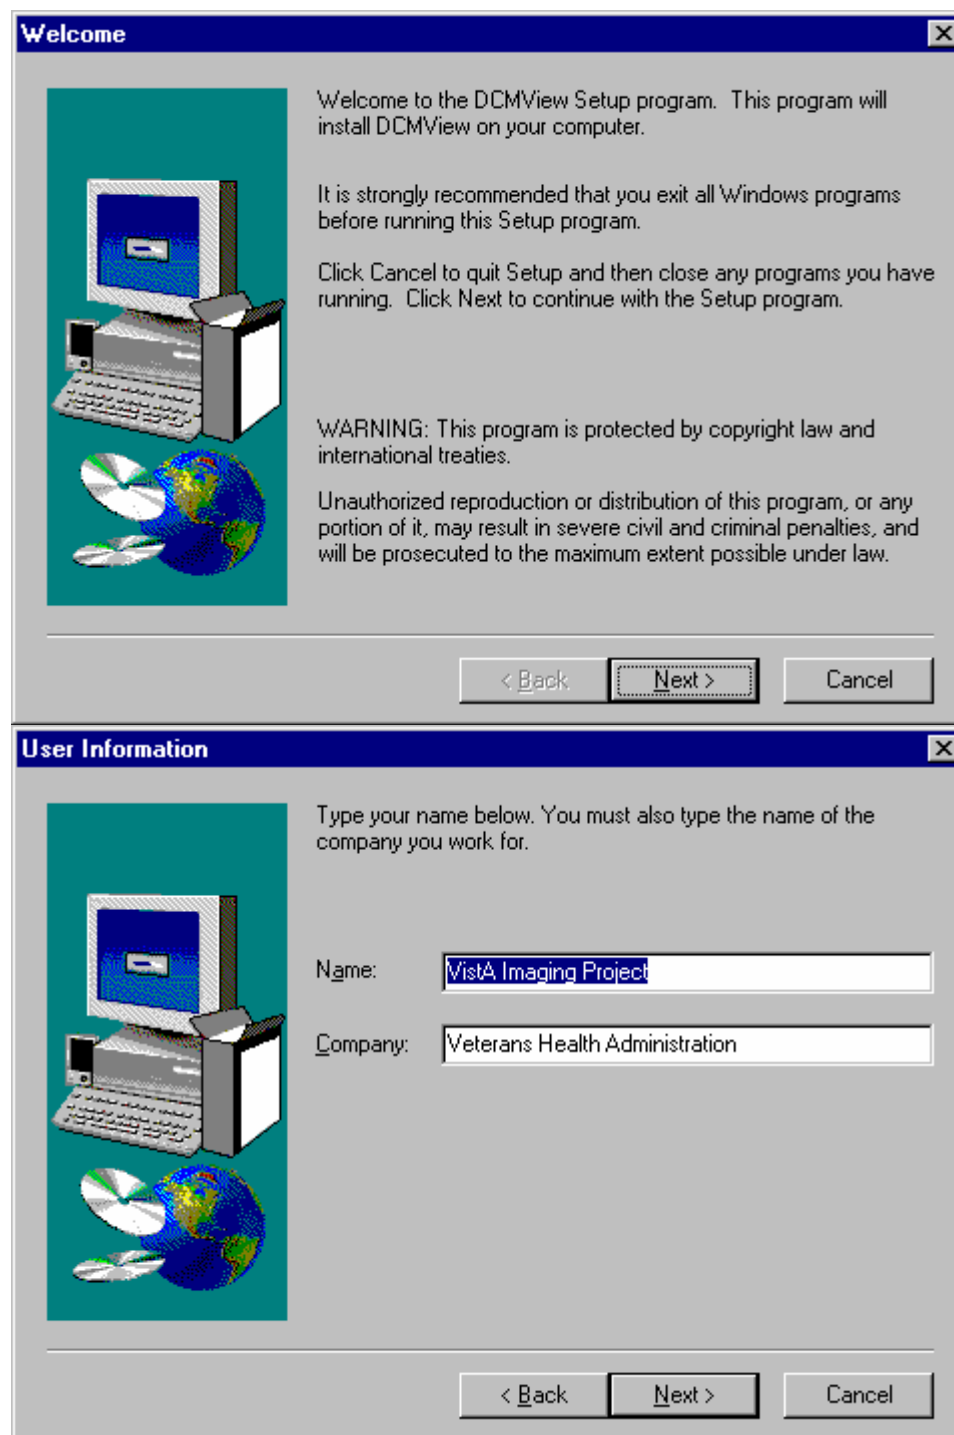 Welcome
Welcome to the DCMView Setup program.  This program will
install DCMView on your computer.
It is strongly recommended that you exit all Windows programs
before running this Setup program.
Click Cancel to quit Setup and then close any programs you have
running.  Click Next to continue with the Setup program.
WARNING: This program is protected by copyright law and
international treaties.
Unauthorized reproduction or distribution of this program, or any
portion of it, may result in severe civil and criminal penalties, and
will be prosecuted to the maximum extent possible under law.
< Back Next > Cancel
User Information
Type your name below. You must also type the name of the
company you work for.
Name: VistA Imaging Project
Company: Veterans Health Administration
< Back Next > Cancel